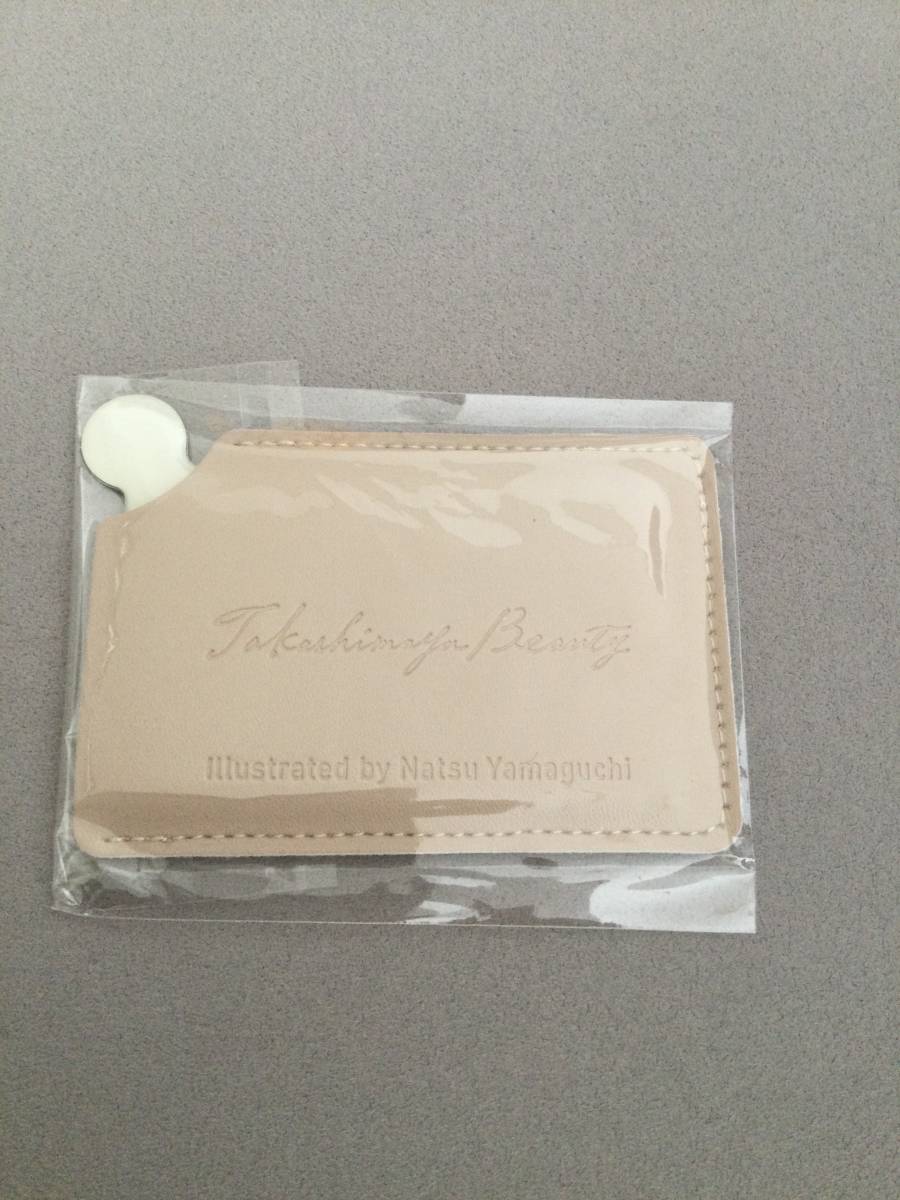 Takashimaya Beauty
Illustrated by Natsu Yamaguchi